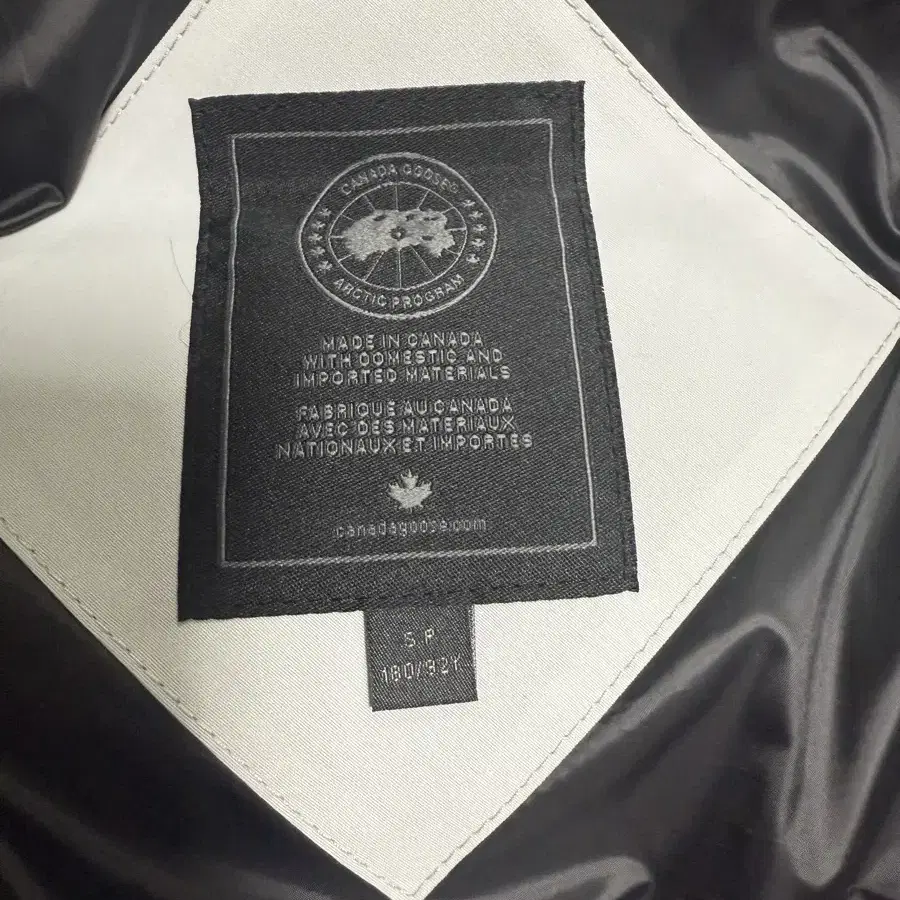 CANADA GOOSE®
ARCTIC PROGRAM
MADE IN CANADA
WITH DOMESTIC AND
IMPORTED MATERIALS
FABRIQUÉ AU CANADA
AVEC DES MATERIAUX
NATIONAUX ET IMPORTES
canadagoose.com
S.P
180/92Y